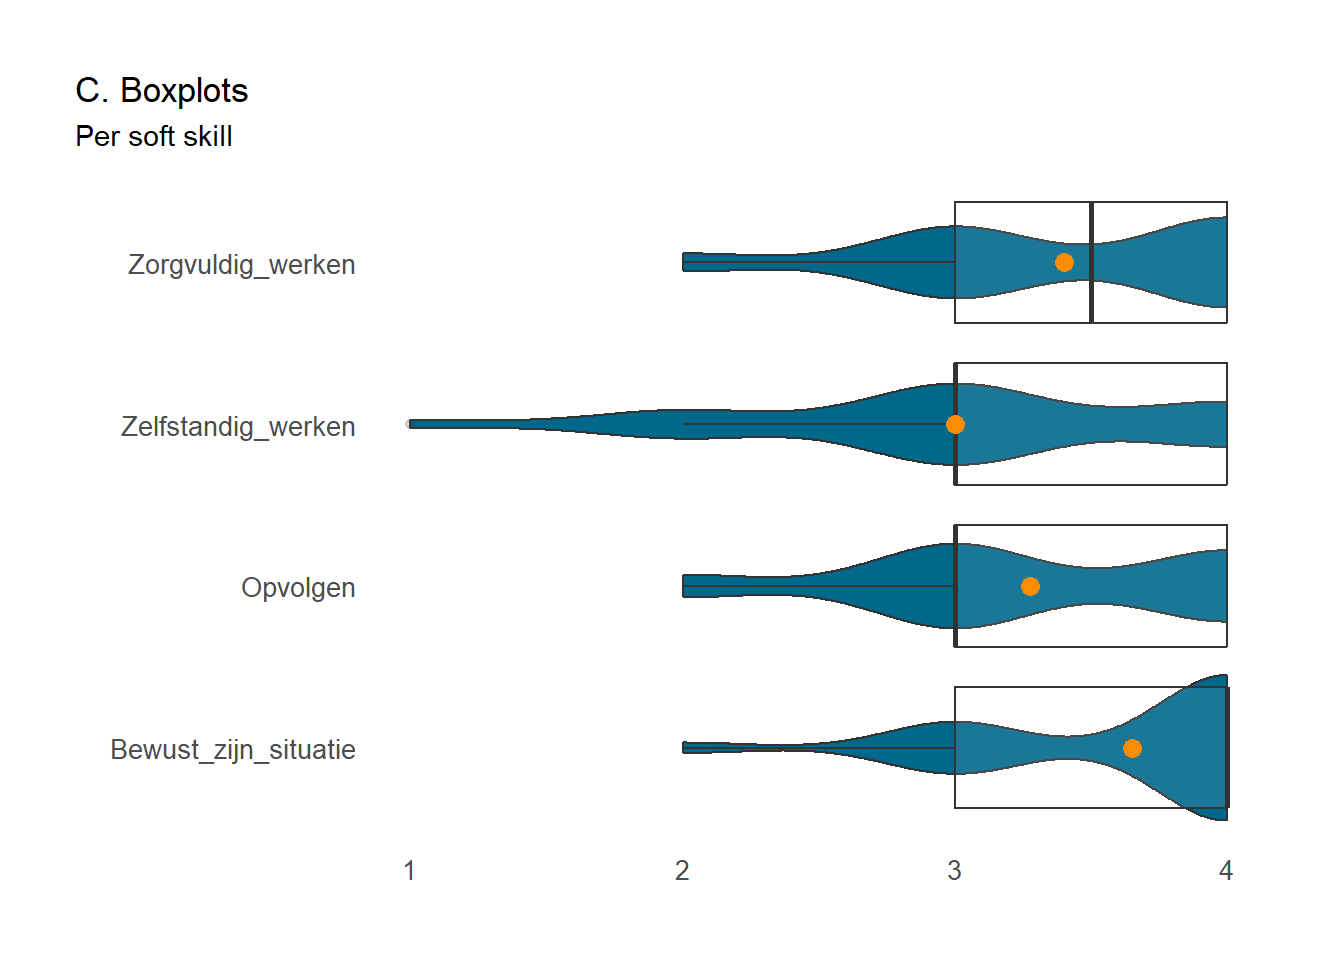 C. Boxplots
Per soft skill
Zorgvuldig_werken
Zelfstandig_werken
Opvolgen
Bewust_zijn_situatie
1 2 3 4